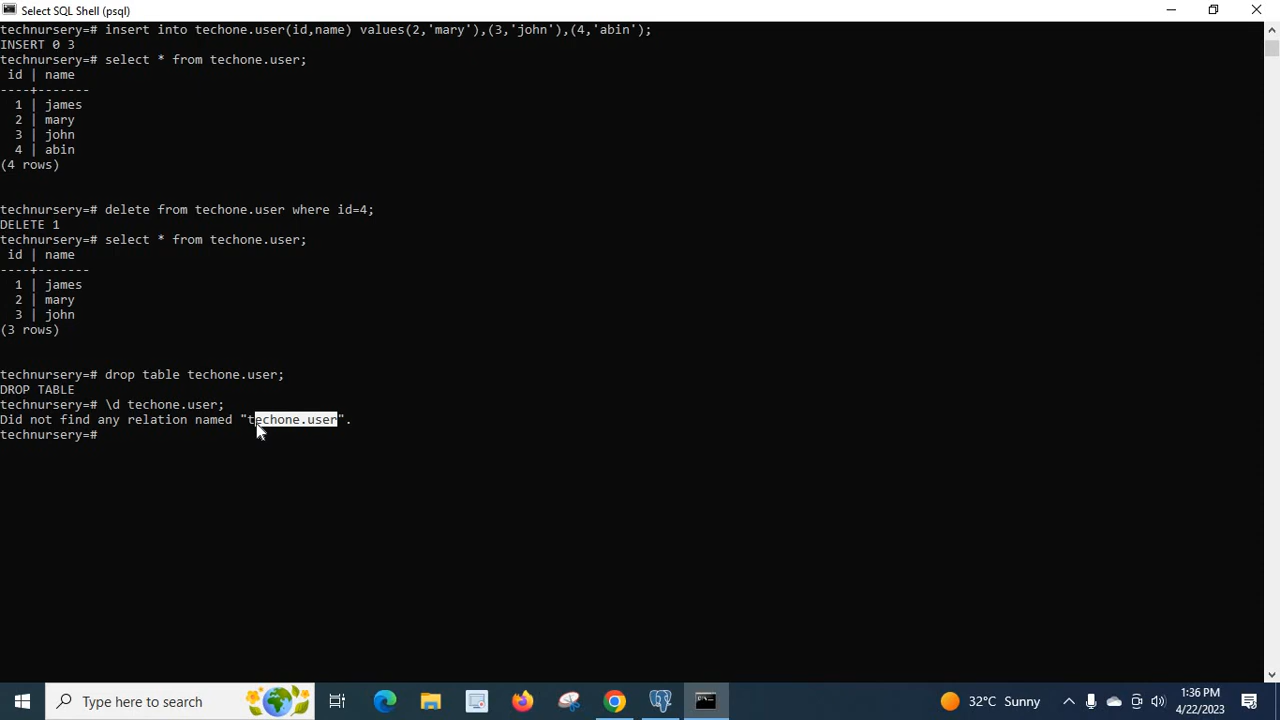 Select SQL Shell (psql)
technursery=# insert into techone.user(id,name) values(2,'mary'),(3,'john'),(4,'abin');
INSERT 0 3
technursery=# select * from techone.user;
 id | name
----+-------
  1 | james
  2 | mary
  3 | john
  4 | abin
(4 rows)
technursery=# delete from techone.user where id=4;
DELETE 1
technursery=# select * from techone.user;
 id | name
----+-------
  1 | james
  2 | mary
  3 | john
(3 rows)
technursery=# drop table techone.user;
DROP TABLE
technursery=# \d techone.user;
Did not find any relation named "techone.user".
technursery=#
Type here to search
32°C Sunny
1:36 PM
4/22/2023